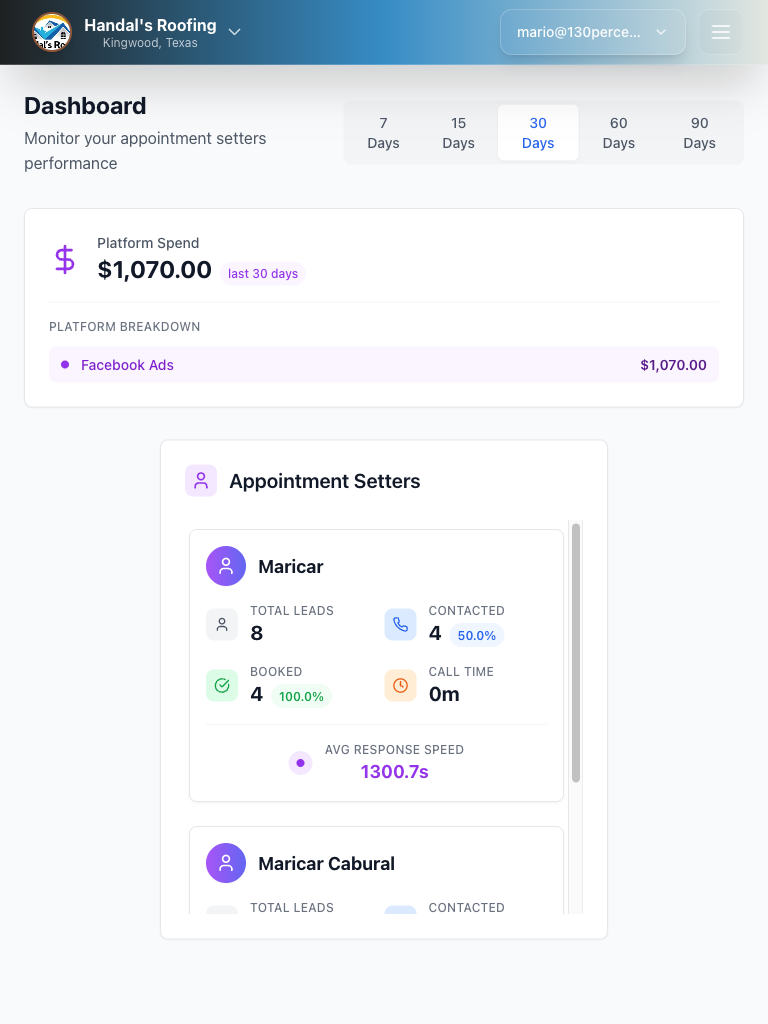 Handal's Roofing
Kingwood, Texas
mario@130perce...
Dashboard
Monitor your appointment setters
performance
7
Days
15
Days
30
Days
60
Days
90
Days
Platform Spend
$1,070.00 last 30 days
PLATFORM BREAKDOWN
Facebook Ads $1,070.00
Appointment Setters
Maricar
TOTAL LEADS
8
CONTACTED
4 50.0%
BOOKED
4 100.0%
CALL TIME
0m
AVG RESPONSE SPEED
1300.7s
Maricar Cabural
TOTAL LEADS
CONTACTED